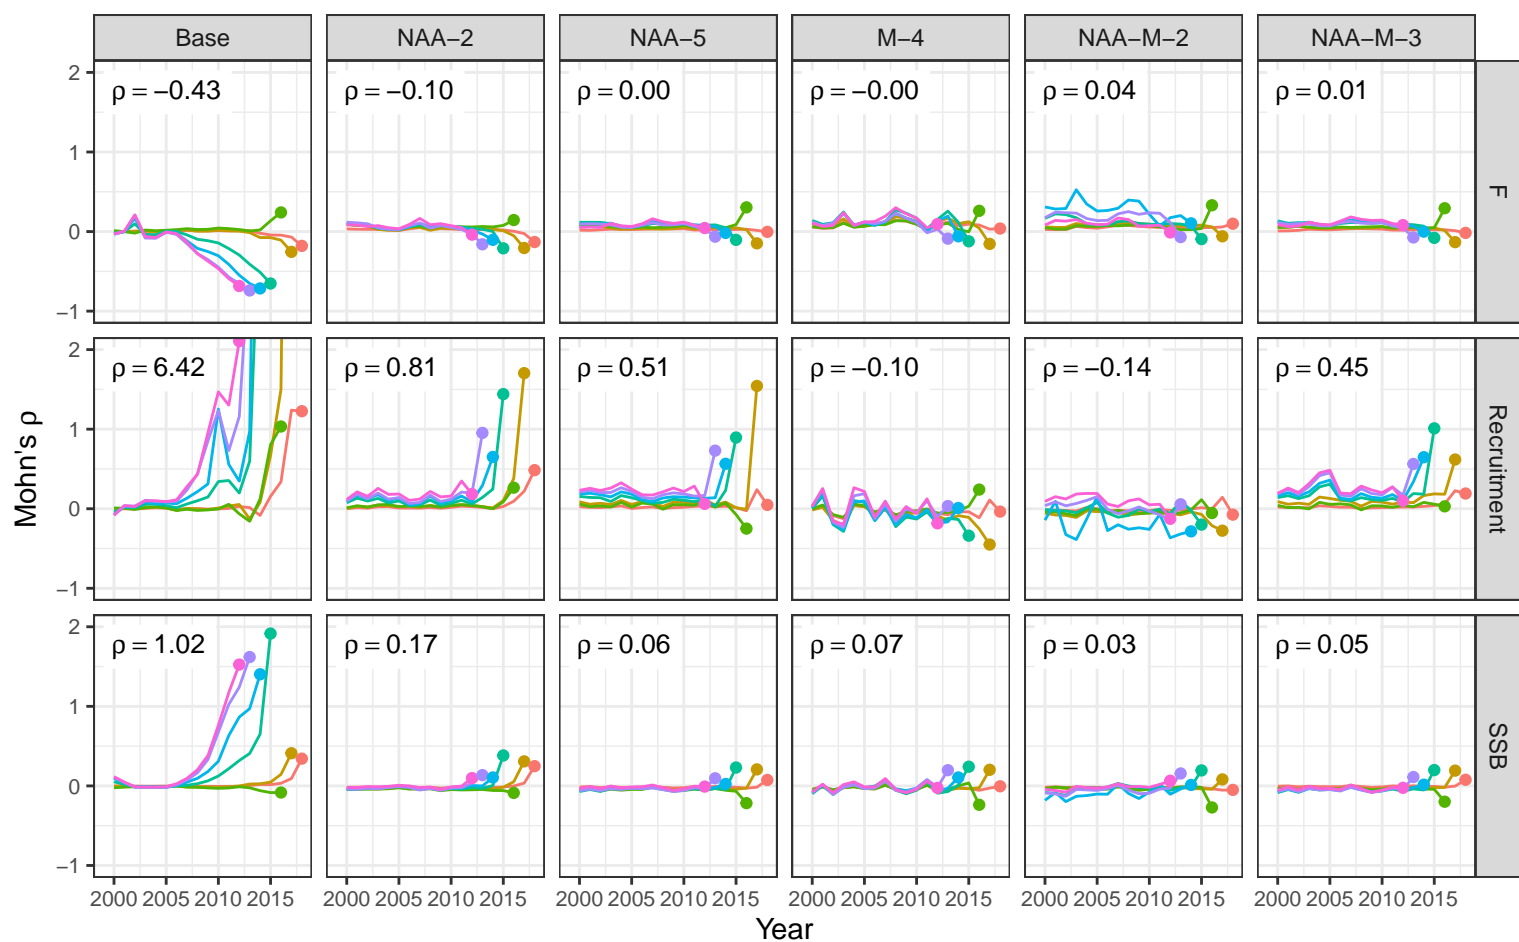 Base NAA−2 NAA−5 M−4 NAA−M−2 NAA−M−3
2
ρ = −0.43 ρ = −0.10 ρ = 0.00 ρ = −0.00 ρ = 0.04 ρ = 0.01
1
F
0
−1
2
ρ = 6.42 ρ = 0.81 ρ = 0.51 ρ = −0.10 ρ = −0.14 ρ = 0.45
1
Recruitment
Mohn's ρ
0
−1
2
ρ = 1.02 ρ = 0.17 ρ = 0.06 ρ = 0.07 ρ = 0.03 ρ = 0.05
1
SSB
0
−1
2000 2005 2010 2015 2000 2005 2010 2015 2000 2005 2010 2015 2000 2005 2010 2015 2000 2005 2010 2015 2000 2005 2010 2015
Year